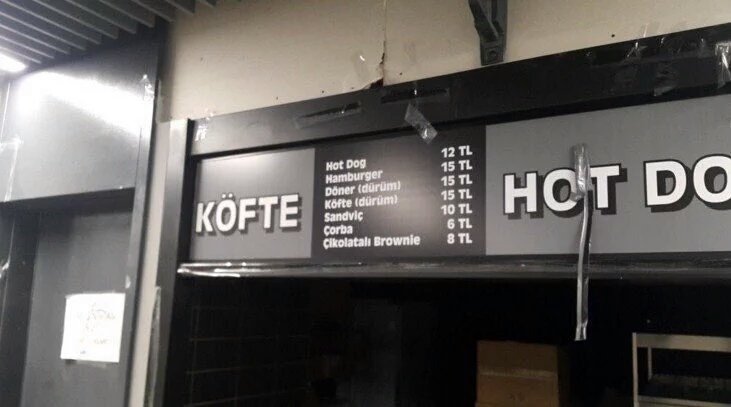 KÖFTE
Hot Dog 12 TL
Hamburger 15 TL
Döner (dürüm) 15 TL
Köfte (dürüm) 15 TL
Sandviç 10 TL
Çorba 6 TL
Çikolatalı Brownie 8 TL
HOT DO